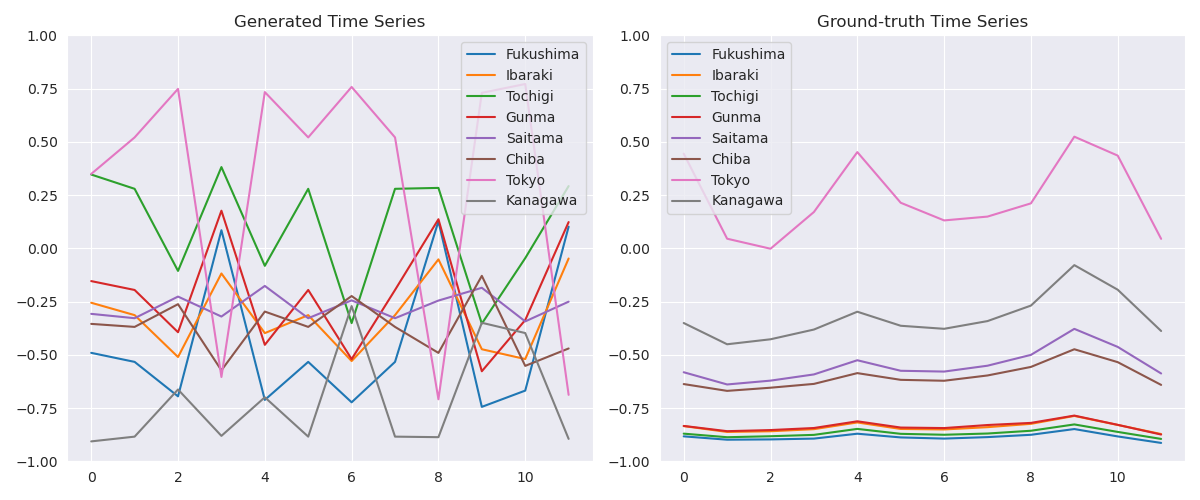 Generated Time Series
1.00
0.75
0.50
0.25
0.00
−0.25
−0.50
−0.75
−1.00
0 2 4 6 8 10
Fukushima
Ibaraki
Tochigi
Gunma
Saitama
Chiba
Tokyo
Kanagawa
Ground-truth Time Series
1.00
0.75
0.50
0.25
0.00
−0.25
−0.50
−0.75
−1.00
0 2 4 6 8 10
Fukushima
Ibaraki
Tochigi
Gunma
Saitama
Chiba
Tokyo
Kanagawa